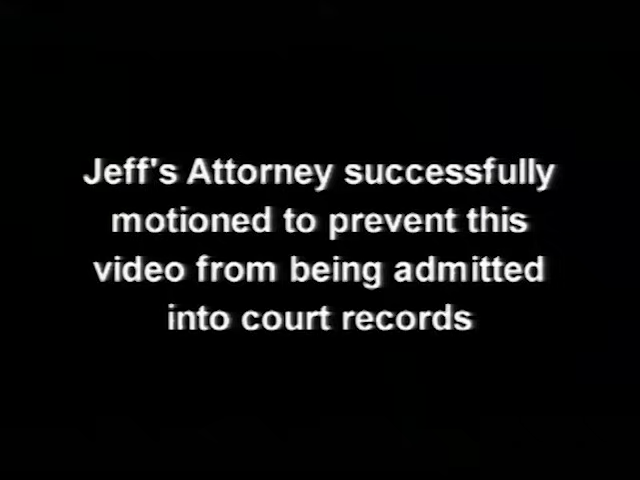 Jeff's Attorney successfully
motioned to prevent this
video from being admitted
into court records